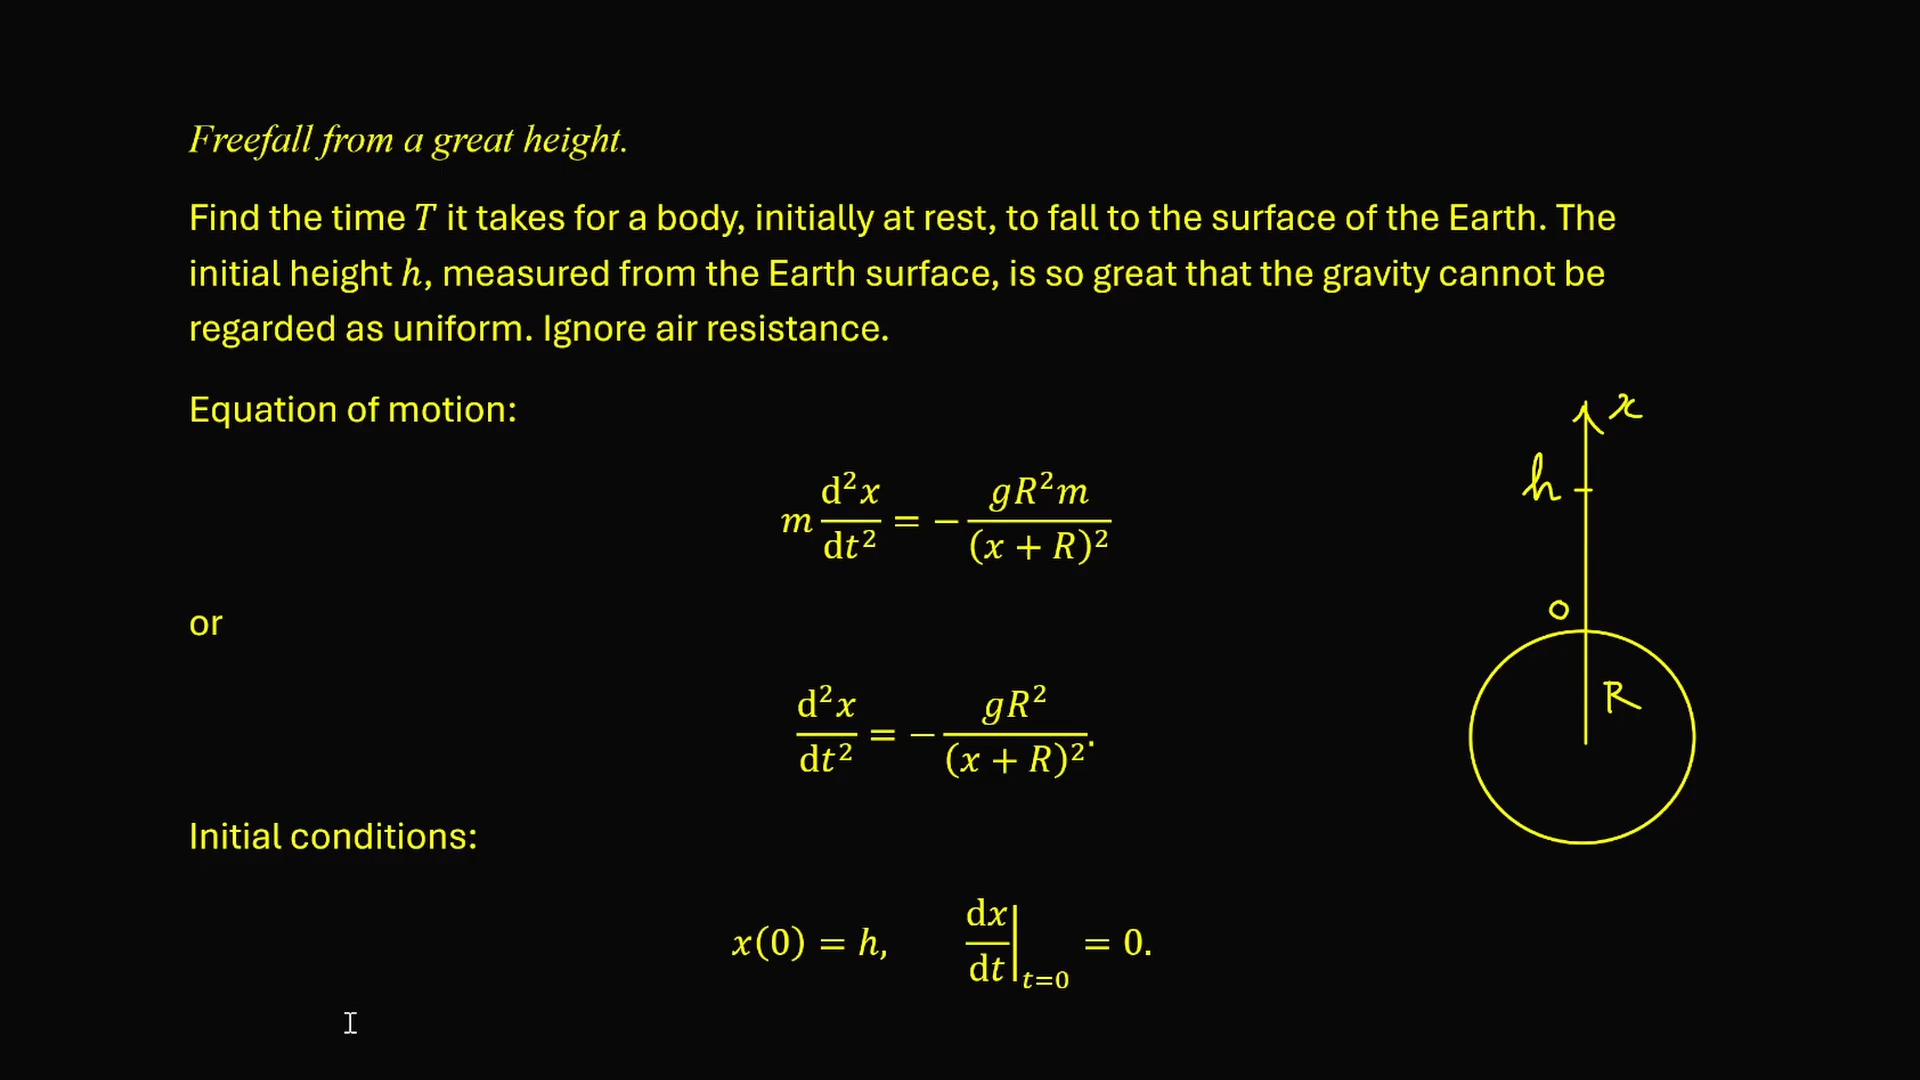 Freefall from a great height.
Find the time T it takes for a body, initially at rest, to fall to the surface of the Earth. The
initial height h, measured from the Earth surface, is so great that the gravity cannot be
regarded as uniform. Ignore air resistance.
Equation of motion:
m d²x/dt² = − gR²m/(x + R)²
or
d²x/dt² = − gR²/(x + R)².
Initial conditions:
x(0) = h, dx/dt|ₜ₌₀ = 0.
x
h
O
R